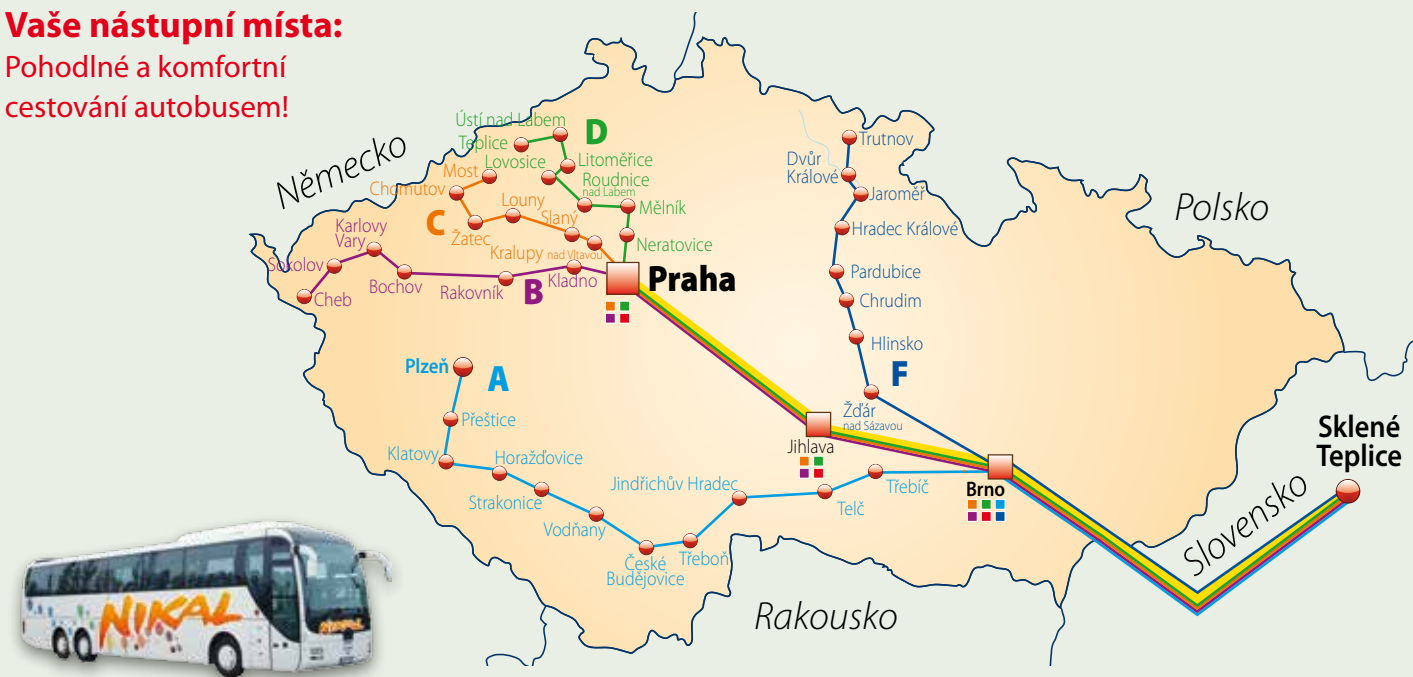 Vaše nástupní místa:
Pohodlné a komfortní
cestování autobusem!
Německo
Polsko
Rakousko
Slovensko
Ústí nad Labem
Teplice
D
Lovosice
Litoměřice
Roudnice
nad Labem
Mělník
Neratovice
Most
Chomutov
C
Žatec
Louny
Slaný
Kralupy nad Vltavou
Karlovy
Vary
Sokolov
Cheb
Bochov
Rakovník
B
Kladno
Praha
Plzeň
A
Přeštice
Klatovy
Horažďovice
Strakonice
Vodňany
České
Budějovice
Třeboň
Jindřichův Hradec
Telč
Třebíč
Trutnov
Dvůr
Králové
Jaroměř
Hradec Králové
Pardubice
Chrudim
Hlinsko
F
Žďár
nad Sázavou
Jihlava
Brno
Sklené
Teplice
NIKAL
NIKAL